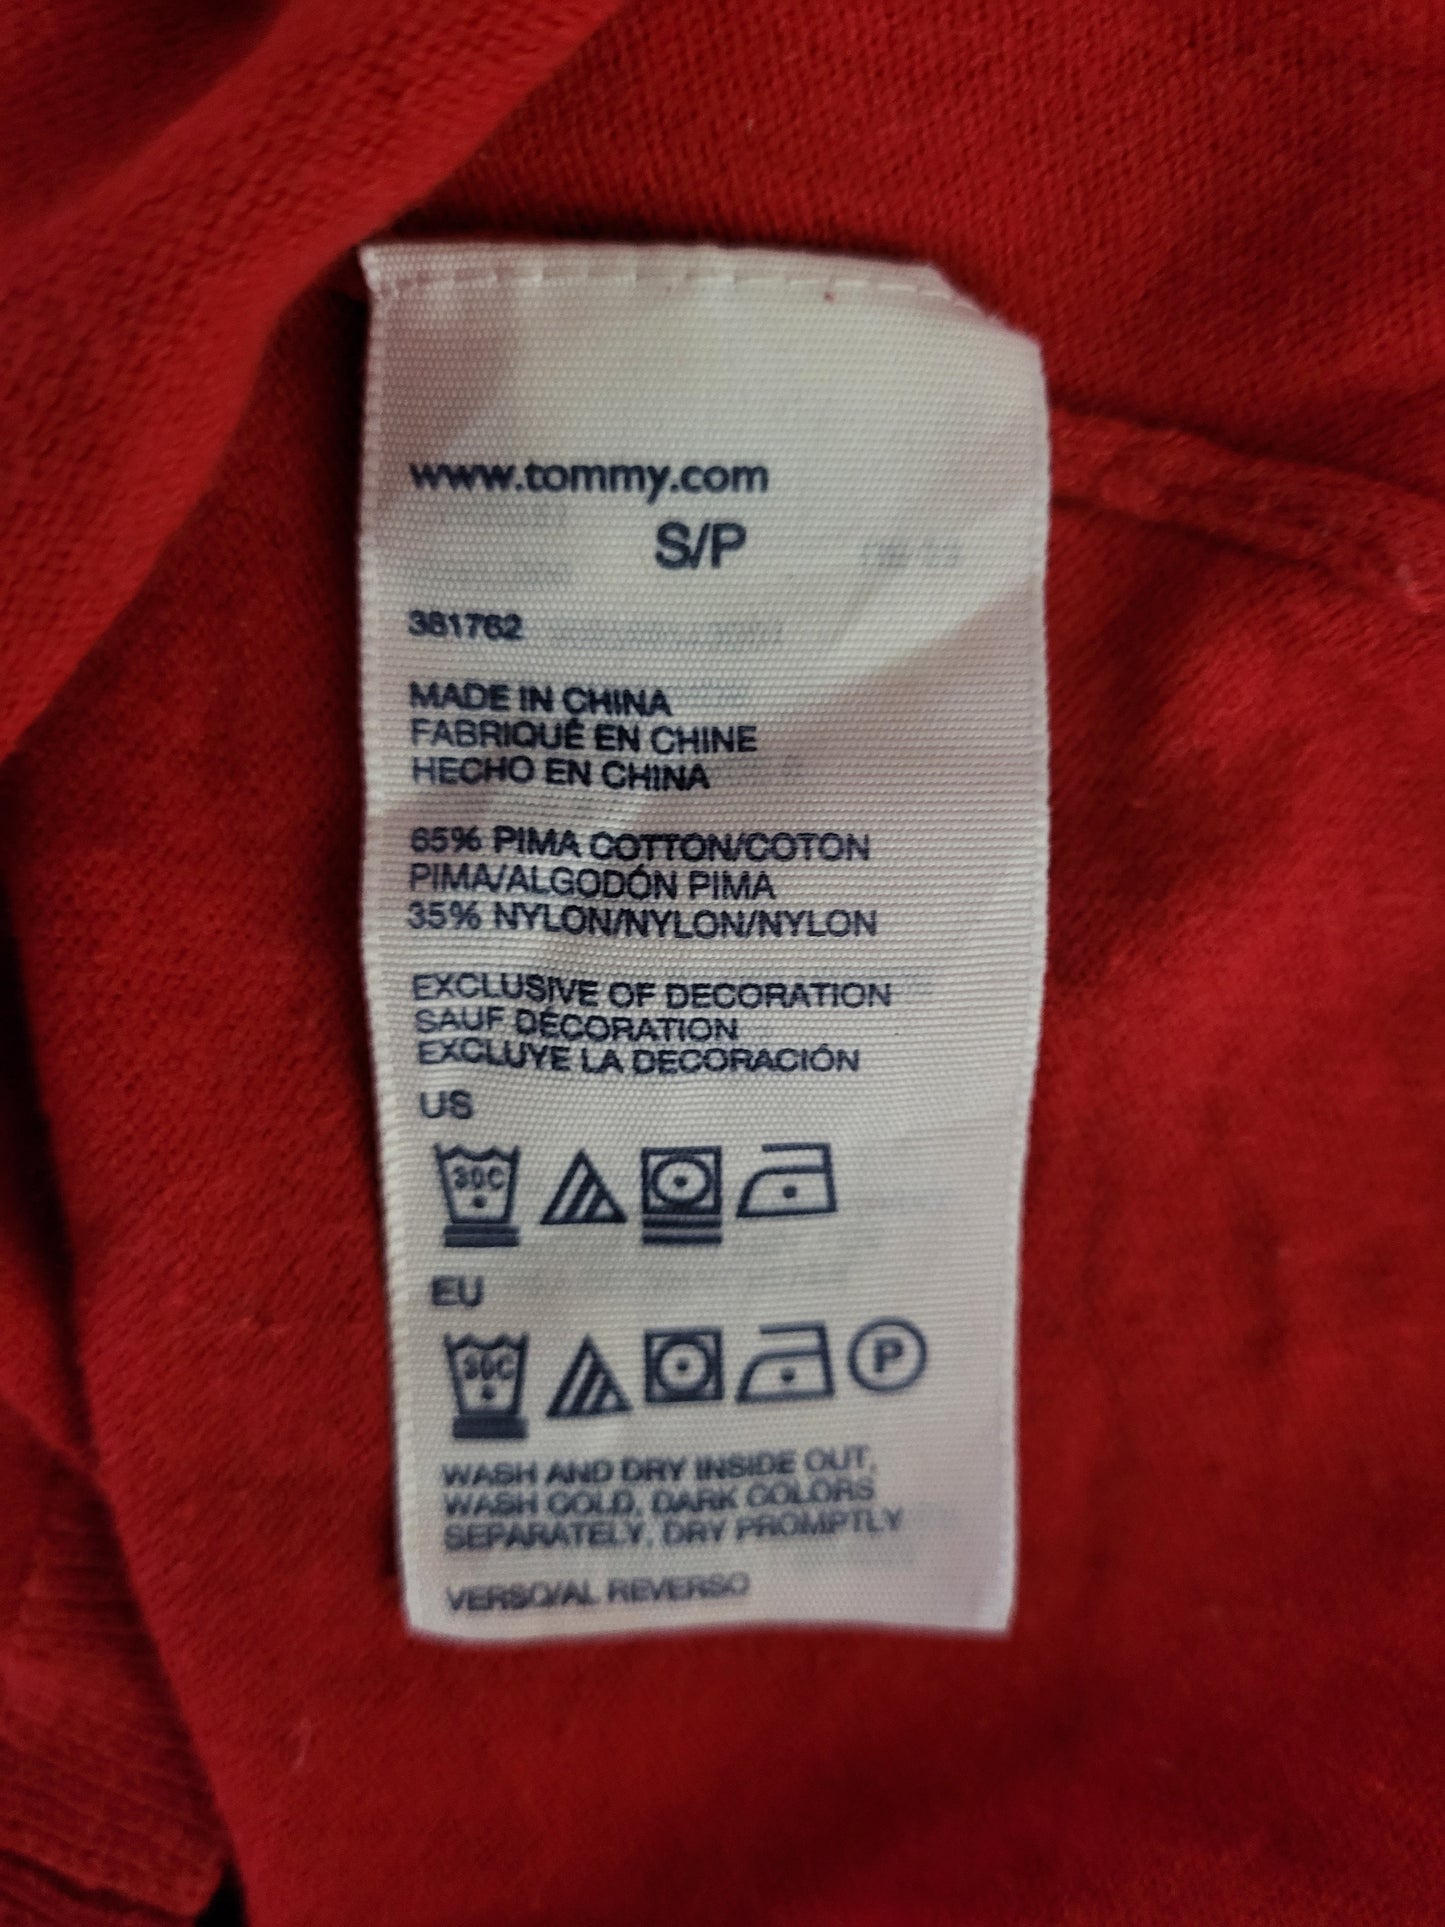 www.tommy.com
S/P
381762
MADE IN CHINA
FABRIQUÉ EN CHINE
HECHO EN CHINA
65% PIMA COTTON/COTON
PIMA/ALGODÓN PIMA
35% NYLON/NYLON/NYLON
EXCLUSIVE OF DECORATION
SAUF DÉCORATION
EXCLUYE LA DECORACIÓN
US
30C
EU
30C P
WASH AND DRY INSIDE OUT,
WASH COLD, DARK COLORS
SEPARATELY, DRY PROMPTLY
VERSO/AL REVERSO